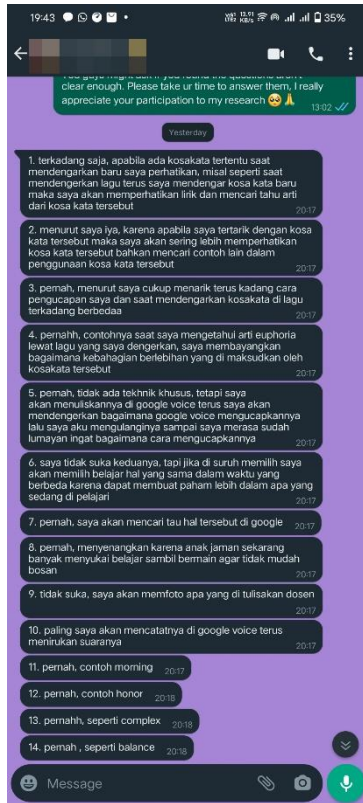 19:43
35%
clear enough. Please take ur time to answer them, I really
appreciate your participation to my research 🥺🙏
13:02
Yesterday
1. terkadang saja, apabila ada kosakata tertentu saat
mendengarkan baru saya perhatikan, misal seperti saat
mendengarkan lagu terus saya mendengar kosa kata baru
maka saya akan memperhatikan lirik dan mencari tahu arti
dari kosa kata tersebut
20:17
2. menurut saya iya, karena apabila saya tertarik dengan kosa
kata tersebut maka saya akan sering lebih memperhatikan
kosa kata tersebut bahkan mencari contoh lain dalam
penggunaan kosa kata tersebut
20:17
3. pernah, menurut saya cukup menarik terus kadang cara
pengucapan saya dan saat mendengarkan kosakata di lagu
terkadang berbedaa
20:17
4. pernahh, contohnya saat saya mengetahui arti euphoria
lewat lagu yang saya dengerkan, saya membayangkan
bagaimana kebahagian berlebihan yang di maksudkan oleh
kosakata tersebut
20:17
5. pernah, tidak ada tekhnik khusus, tetapi saya
akan menuliskannya di google voice terus saya akan
mendengerkan bagaimana google voice mengucapkannya
lalu saya aku mengulanginya sampai saya merasa sudah
lumayan ingat bagaimana cara mengucapkannya
20:17
6. saya tidak suka keduanya, tapi jika di suruh memilih saya
akan memilih belajar hal yang sama dalam waktu yang
berbeda karena dapat membuat paham lebih dalam apa yang
sedang di pelajari
20:17
7. pernah, saya akan mencari tau hal tersebut di google
20:17
8. pernah, menyenangkan karena anak jaman sekarang
banyak menyukai belajar sambil bermain agar tidak mudah
bosan
20:17
9. tidak suka, saya akan memfoto apa yang di tulisakan dosen
20:17
10. paling saya akan mencatatnya di google voice terus
menirukan suaranya
20:17
11. pernah, contoh morning
20:17
12. pernah, contoh honor
20:18
13. pernahh, seperti complex
20:18
14. pernah , seperti balance
20:18
Message